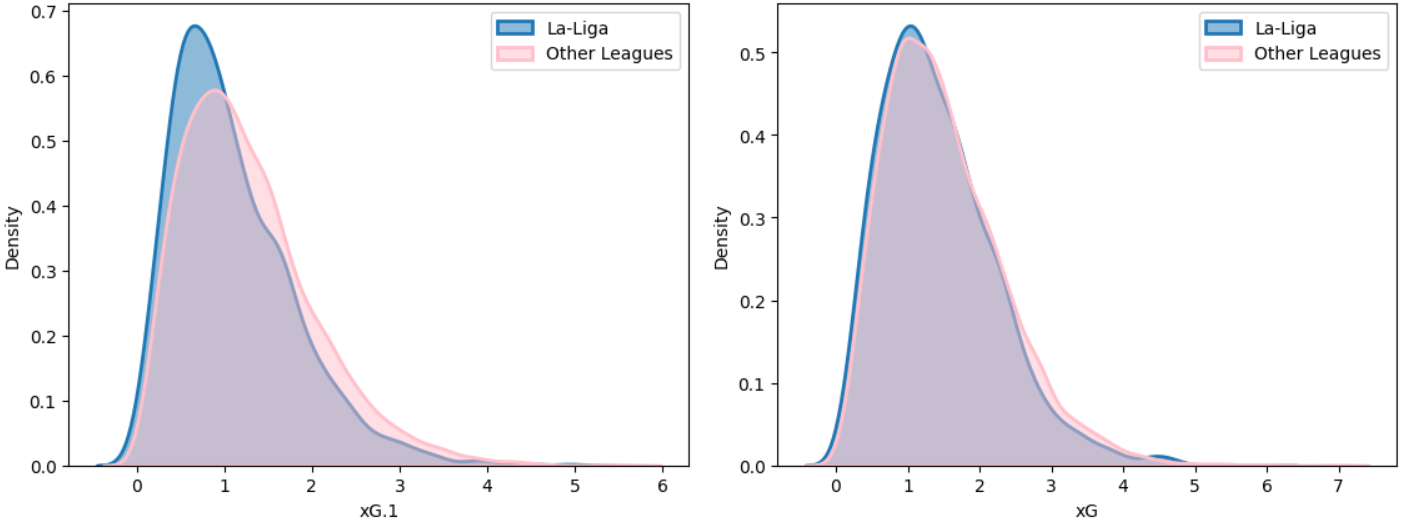 0.7
0.6
0.5
0.4
0.3
0.2
0.1
0.0
Density
La-Liga
Other Leagues
0 1 2 3 4 5 6
xG.1
0.5
0.4
0.3
0.2
0.1
0.0
Density
La-Liga
Other Leagues
0 1 2 3 4 5 6 7
xG